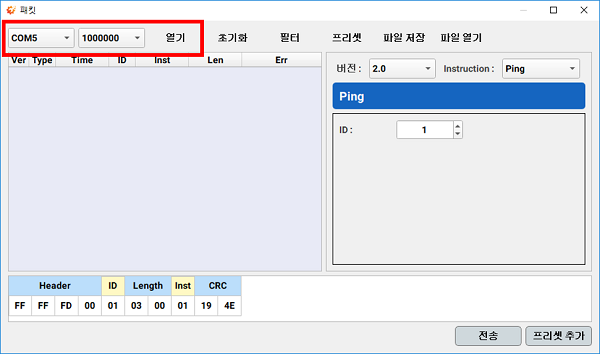 패킷
COM5 1000000 열기 초기화 필터 프리셋 파일 저장 파일 열기
Ver Type Time ID Inst Len Err
버전 : 2.0 Instruction : Ping
Ping
ID : 1
Header ID Length Inst CRC
FF FF FD 00 01 03 00 01 19 4E
전송 프리셋 추가